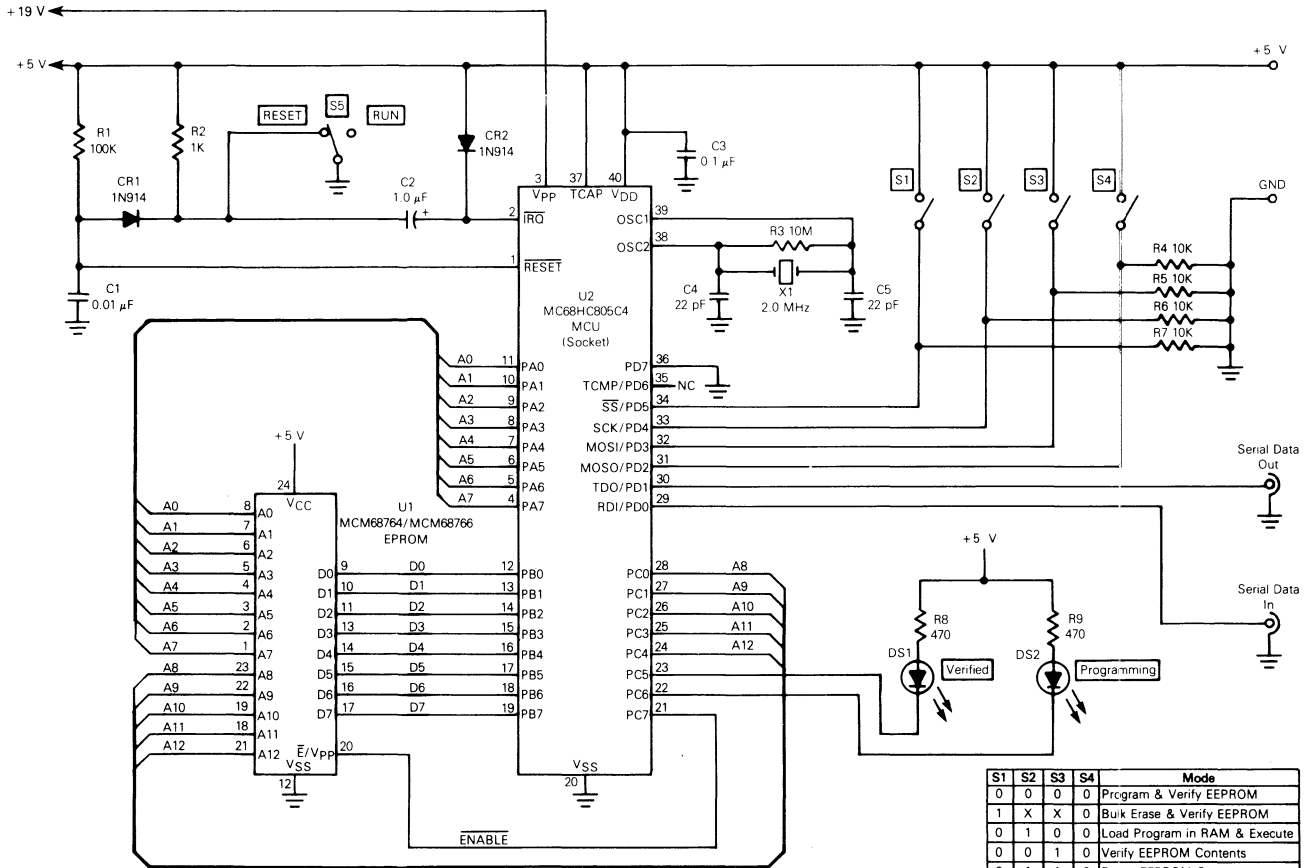 +19 V
+5 V
+5 V
R1
100K
R2
1K
RESET
S5
RUN
CR1
1N914
C2
1.0 µF
+
CR2
1N914
C3
0.1 µF
C1
0.01 µF
3
37
40
VPP
TCAP
VDD
2
IRQ
1
RESET
39
OSC1
38
OSC2
R3 10M
X1
2.0 MHz
C4
22 pF
C5
22 pF
U2
MC68HC805C4
MCU
(Socket)
S1
S2
S3
S4
GND
R4 10K
R5 10K
R6 10K
R7 10K
A0 11 PA0
A1 10 PA1
A2 9 PA2
A3 8 PA3
A4 7 PA4
A5 6 PA5
A6 5 PA6
A7 4 PA7
PD7 36
TCMP/PD6 35 NC
SS/PD5 34
SCK/PD4 33
MOSI/PD3 32
MOSO/PD2 31
TDO/PD1 30
RDI/PD0 29
Serial Data
Out
Serial Data
In
+5 V
24
VCC
U1
MCM68764/MCM68766
EPROM
A0 8 A0
A1 7 A1
A2 6 A2
A3 5 A3
A4 4 A4
A5 3 A5
A6 2 A6
A7 1 A7
A8 23 A8
A9 22 A9
A10 19 A10
A11 18 A11
A12 21 A12
D0 9 D0 12 PB0
D1 10 D1 13 PB1
D2 11 D2 14 PB2
D3 13 D3 15 PB3
D4 14 D4 16 PB4
D5 15 D5 17 PB5
D6 16 D6 18 PB6
D7 17 D7 19 PB7
E/VPP 20
VSS
12
VSS
20
ENABLE
PC0 28 A8
PC1 27 A9
PC2 26 A10
PC3 25 A11
PC4 24 A12
PC5 23
PC6 22
PC7 21
+5 V
R8
470
R9
470
DS1
Verified
DS2
Programming
S1 S2 S3 S4 Mode
0 0 0 0 Program & Verify EEPROM
1 X X 0 Bulk Erase & Verify EEPROM
0 1 0 0 Load Program in RAM & Execute
0 0 1 0 Verify EEPROM Contents